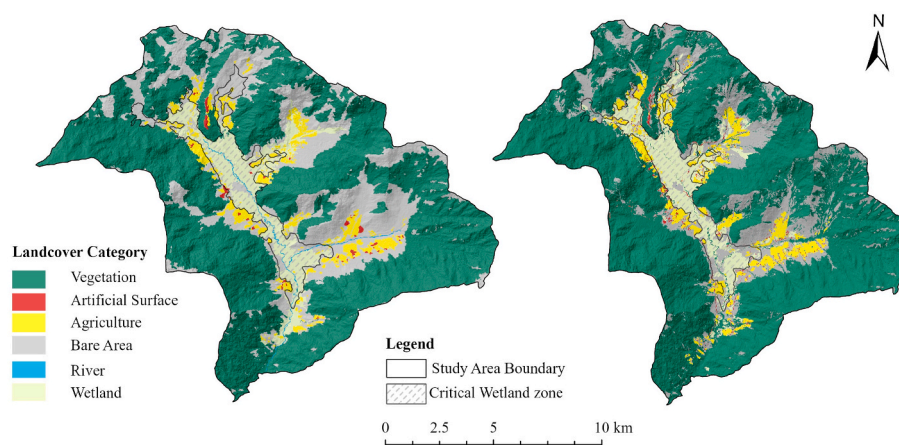 N
Landcover Category
Vegetation
Artificial Surface
Agriculture
Bare Area
River
Wetland
Legend
Study Area Boundary
Critical Wetland zone
0 2.5 5 10 km